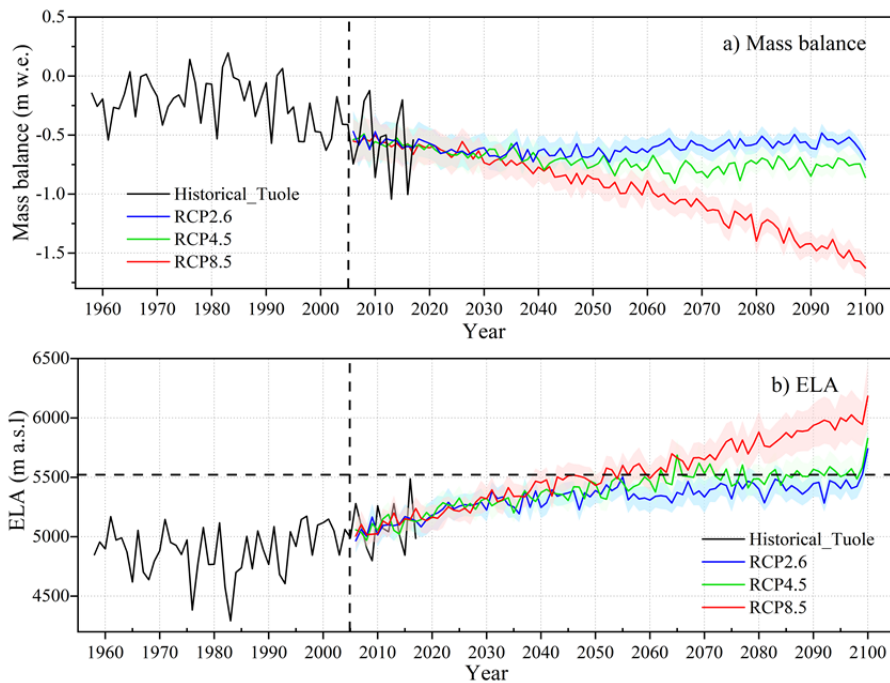 a) Mass balance
Mass balance (m w.e.)
0.5
0.0
-0.5
-1.0
-1.5
Historical_Tuole
RCP2.6
RCP4.5
RCP8.5
1960 1970 1980 1990 2000 2010 2020 2030 2040 2050 2060 2070 2080 2090 2100
Year
b) ELA
ELA (m a.s.l)
6500
6000
5500
5000
4500
Historical_Tuole
RCP2.6
RCP4.5
RCP8.5
1960 1970 1980 1990 2000 2010 2020 2030 2040 2050 2060 2070 2080 2090 2100
Year